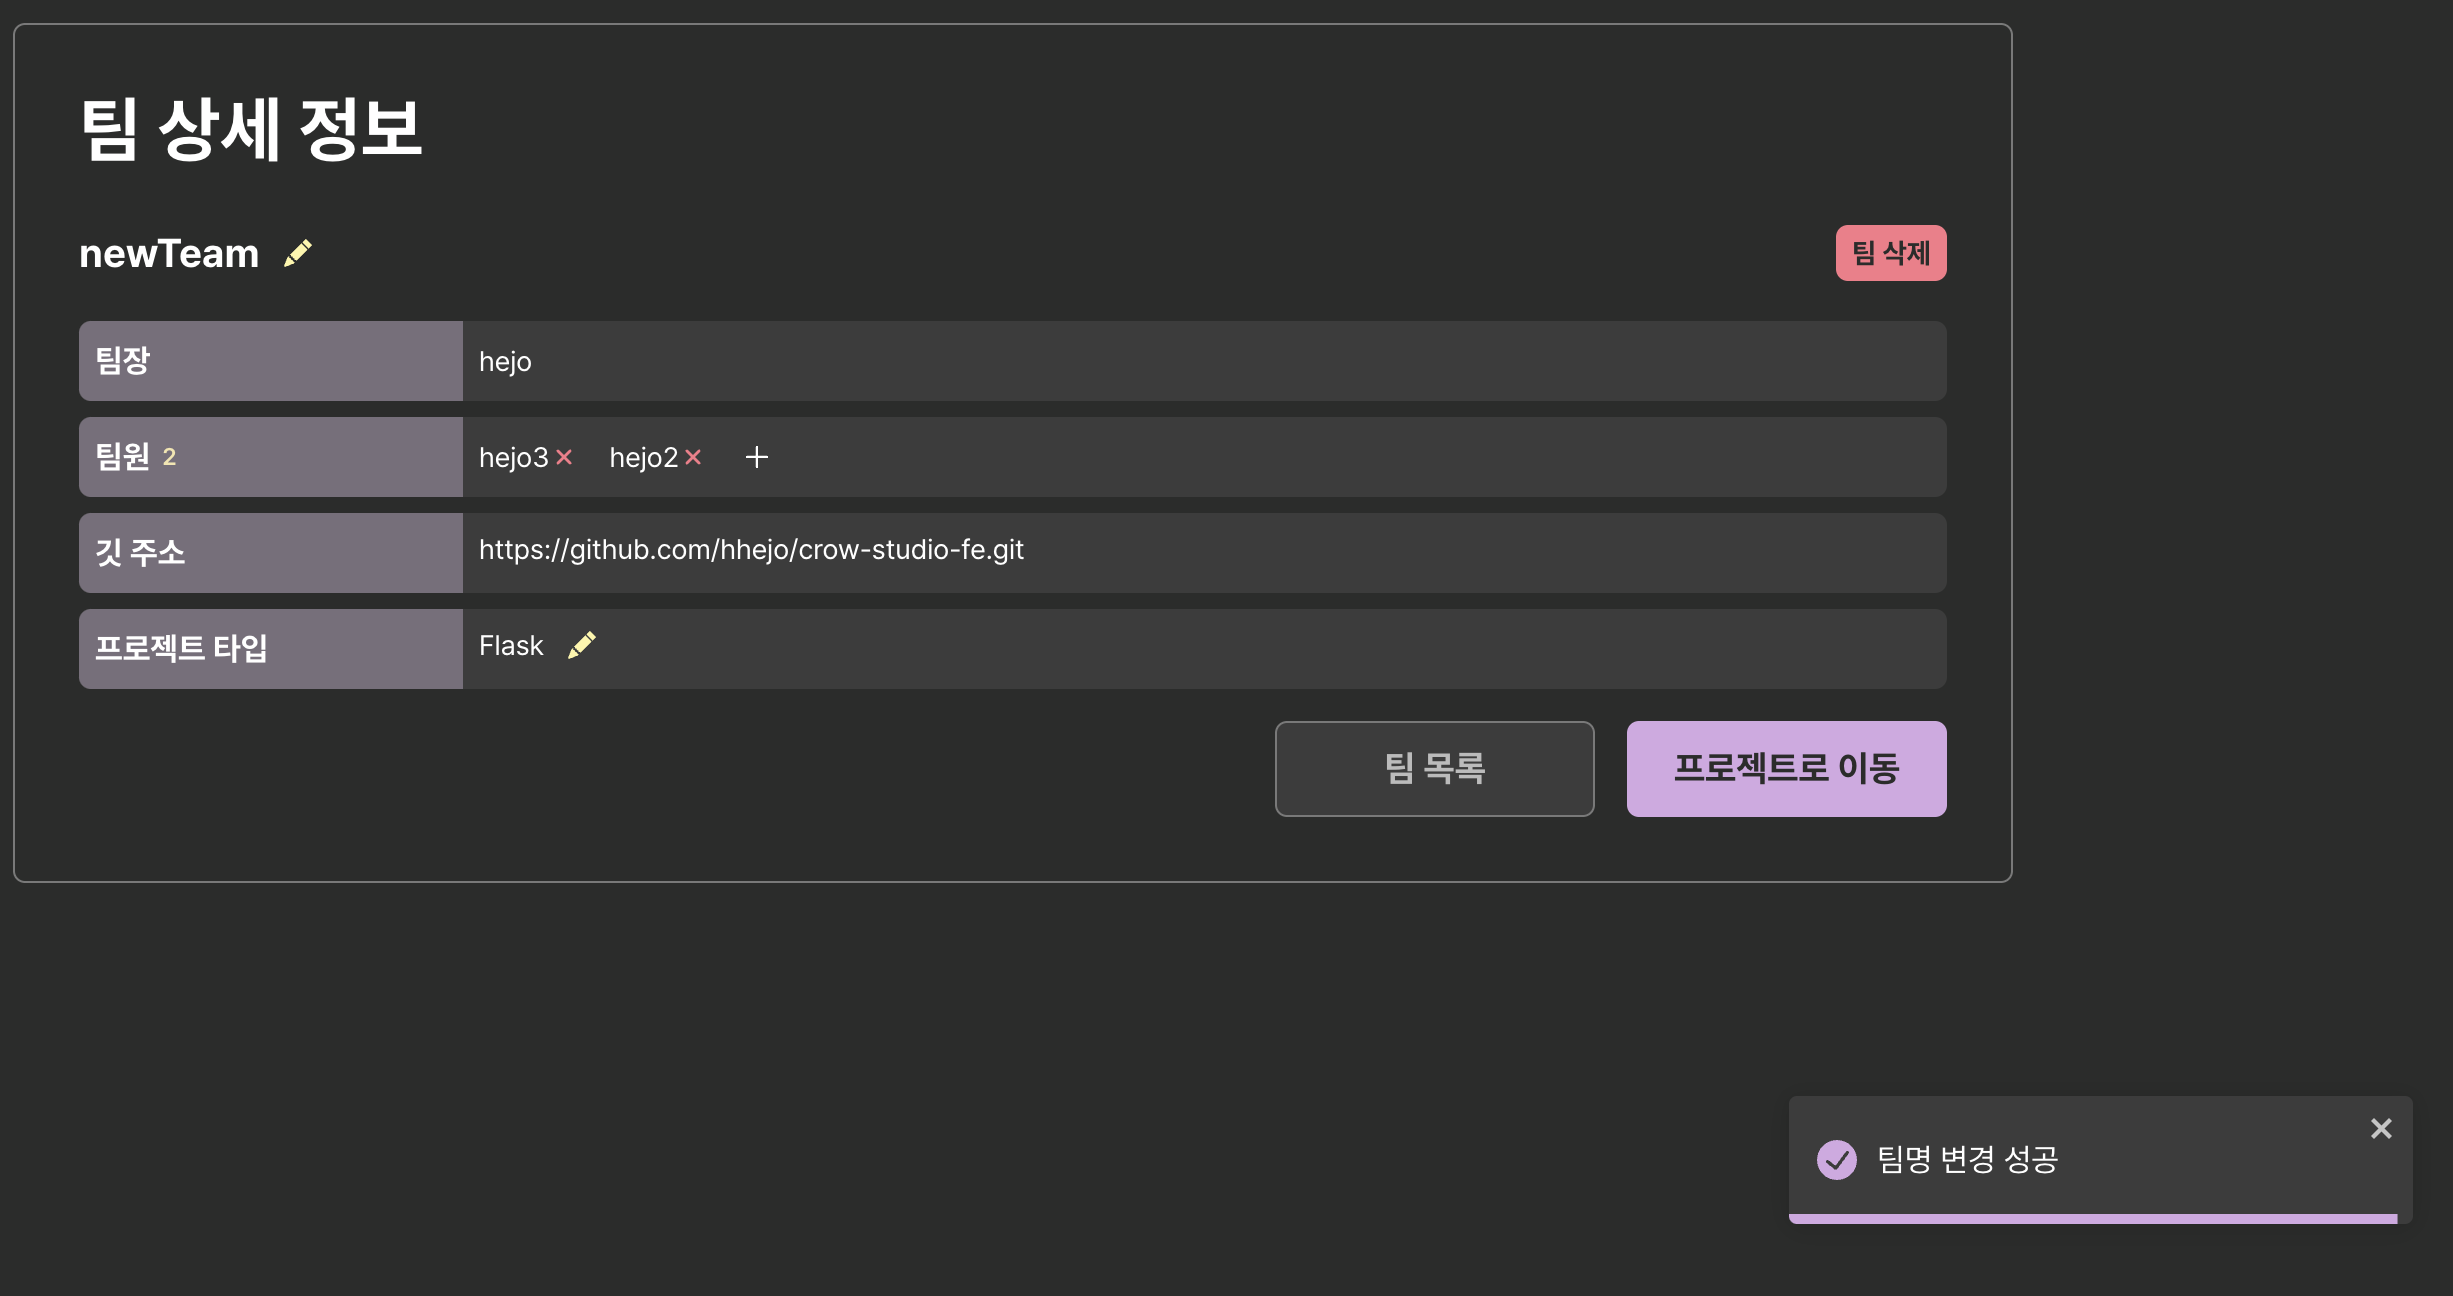 팀 상세 정보
newTeam
팀 삭제
팀장 hejo
팀원 2 hejo3 hejo2
깃 주소 https://github.com/hhejo/crow-studio-fe.git
프로젝트 타입 Flask
팀 목록 프로젝트로 이동
팀명 변경 성공